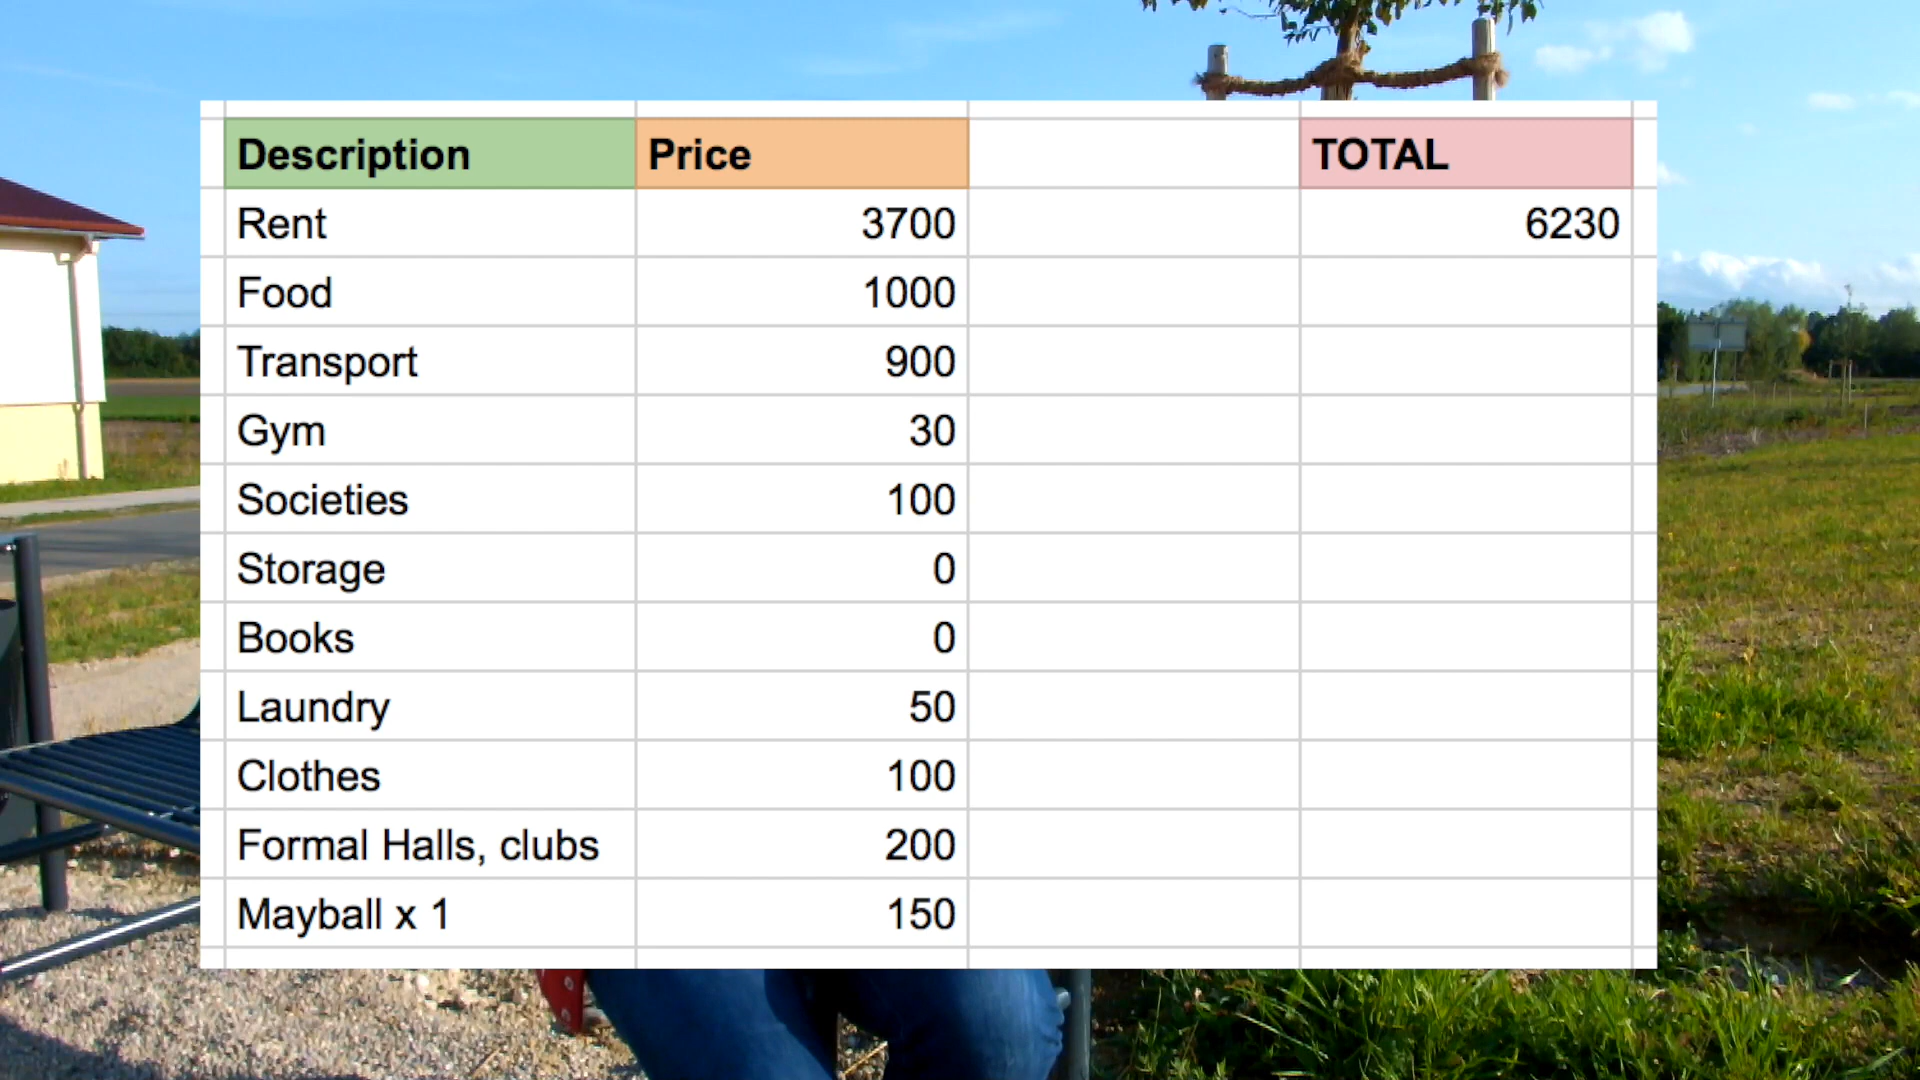 Description Price TOTAL
Rent 3700 6230
Food 1000
Transport 900
Gym 30
Societies 100
Storage 0
Books 0
Laundry 50
Clothes 100
Formal Halls, clubs 200
Mayball x 1 150